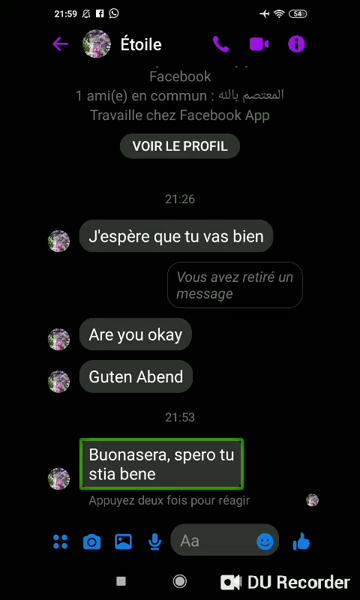 21:59
54
Étoile
Facebook
1 ami(e) en commun : المعتصم بالله
Travaille chez Facebook App
VOIR LE PROFIL
21:26
J'espère que tu vas bien
Vous avez retiré un
message
Are you okay
Guten Abend
21:53
Buonasera, spero tu
stia bene
Appuyez deux fois pour réagir
Aa
DU Recorder